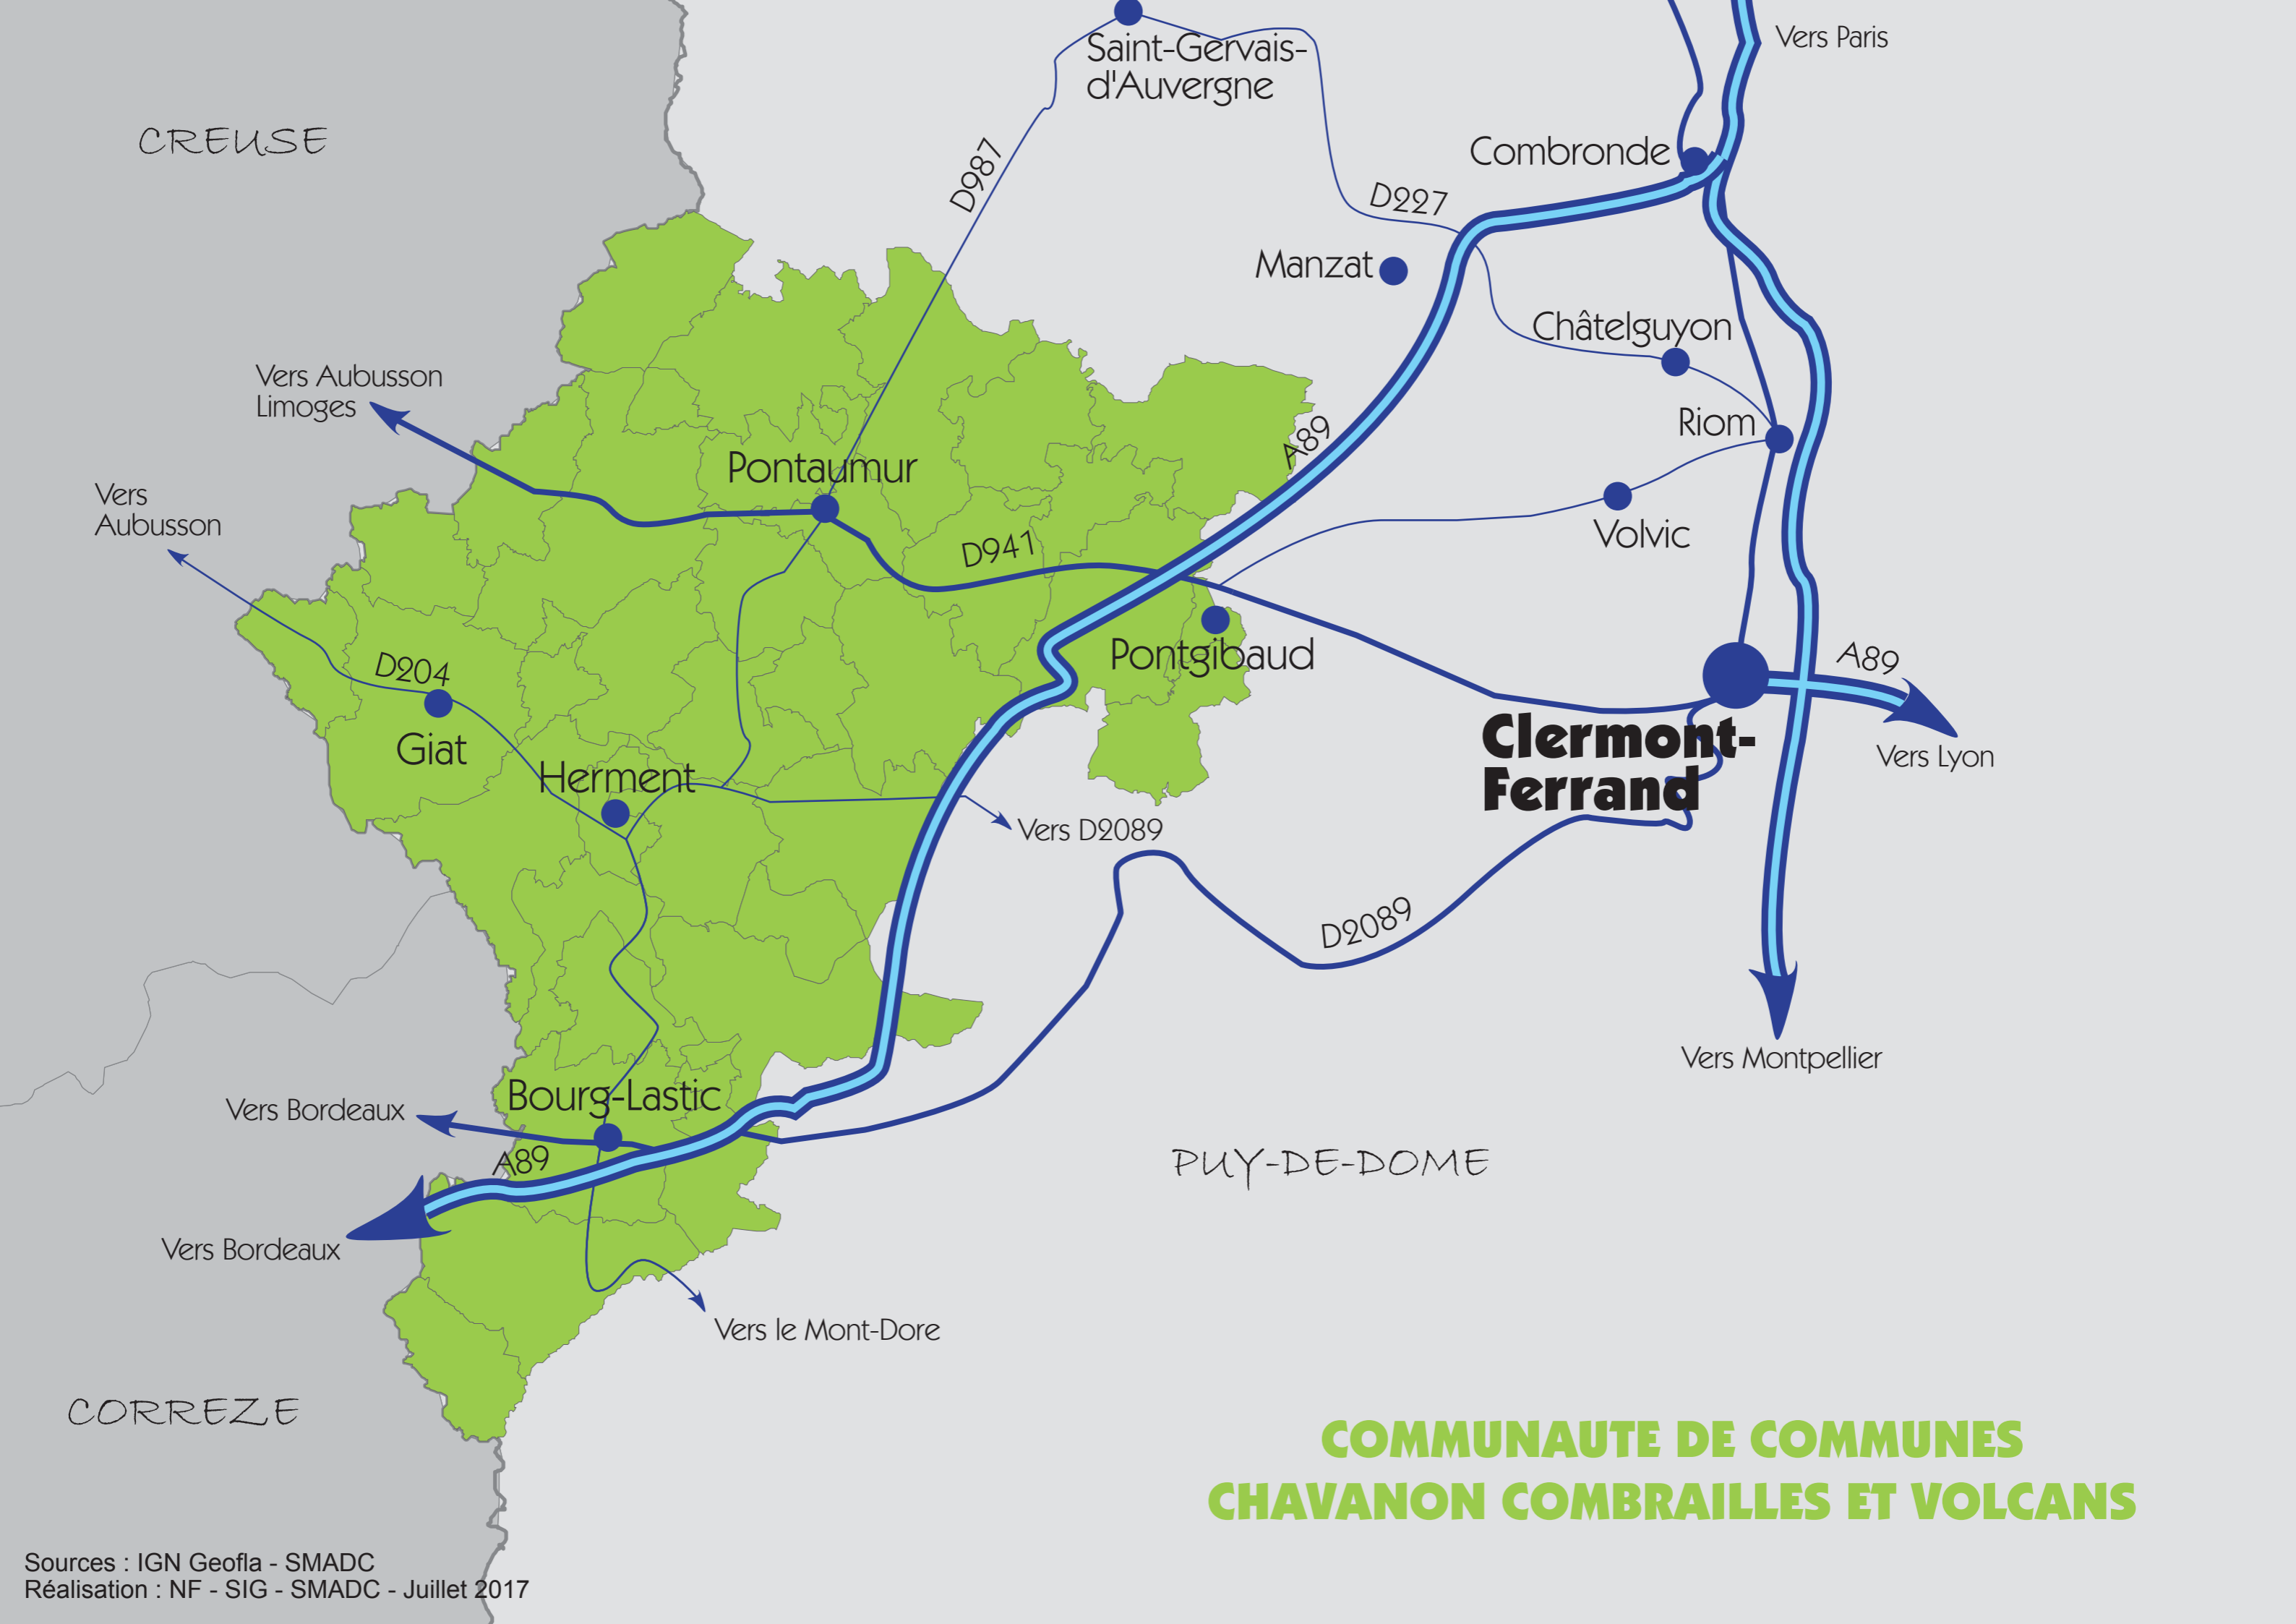 Vers Paris
Saint-Gervais-
d'Auvergne
CREUSE
Combronde
D987
D227
Manzat
Châtelguyon
Vers Aubusson
Limoges
Riom
A89
Pontaumur
Vers
Aubusson
Volvic
D941
Pontgibaud
A89
D204
Giat
Clermont-
Ferrand
Vers Lyon
Herment
Vers D2089
D2089
Vers Montpellier
Bourg-Lastic
Vers Bordeaux
A89
PUY-DE-DOME
Vers Bordeaux
Vers le Mont-Dore
CORREZE
COMMUNAUTE DE COMMUNES
CHAVANON COMBRAILLES ET VOLCANS
Sources : IGN Geofla - SMADC
Réalisation : NF - SIG - SMADC - Juillet 2017